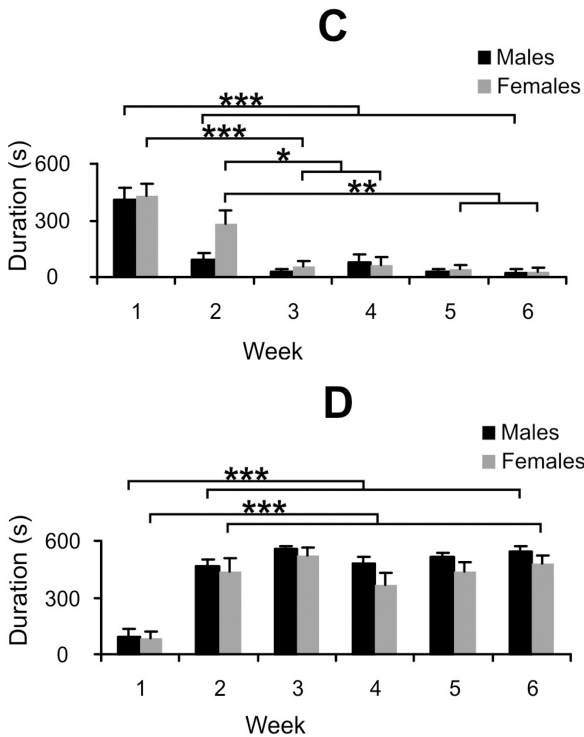 C
Males
Females
***
***
*
**
600
300
0
Duration (s)
1 2 3 4 5 6
Week
D
Males
Females
***
***
600
300
0
Duration (s)
1 2 3 4 5 6
Week